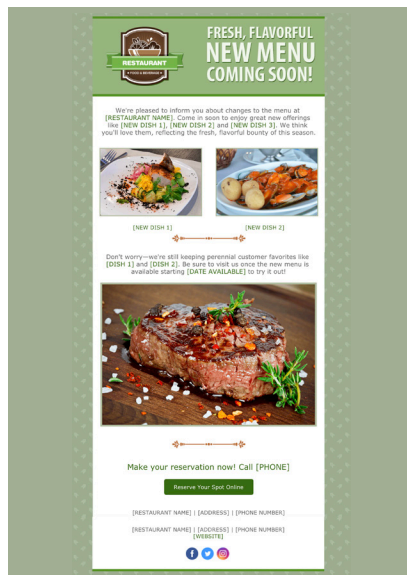 RESTAURANT
FOOD & BEVERAGE
FRESH, FLAVORFUL
NEW MENU
COMING SOON!
We're pleased to inform you about changes to the menu at
[RESTAURANT NAME]. Come in soon to enjoy great new offerings
like [NEW DISH 1], [NEW DISH 2] and [NEW DISH 3]. We think
you'll love them, reflecting the fresh, flavorful bounty of this season.
[NEW DISH 1]
[NEW DISH 2]
Don't worry—we're still keeping perennial customer favorites like
[DISH 1] and [DISH 2]. Be sure to visit us once the new menu is
available starting [DATE AVAILABLE] to try it out!
Make your reservation now! Call [PHONE]
Reserve Your Spot Online
[RESTAURANT NAME] | [ADDRESS] | [PHONE NUMBER]
[RESTAURANT NAME] | [ADDRESS] | [PHONE NUMBER]
[WEBSITE]